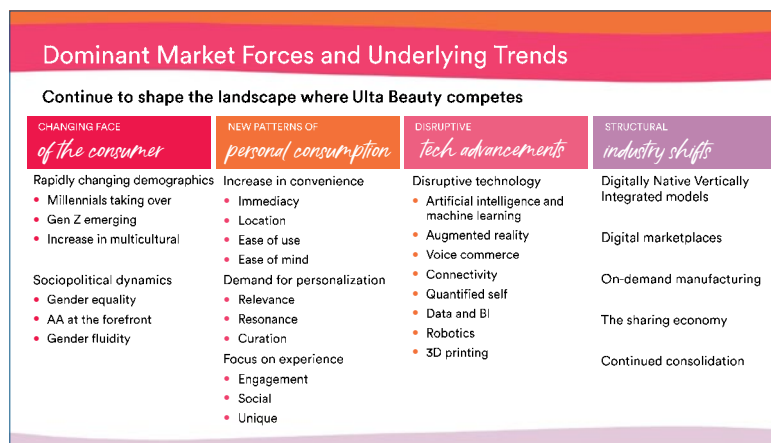 Dominant Market Forces and Underlying Trends
Continue to shape the landscape where Ulta Beauty competes
CHANGING FACE
of the consumer
Rapidly changing demographics
• Millennials taking over
• Gen Z emerging
• Increase in multicultural
Sociopolitical dynamics
• Gender equality
• AA at the forefront
• Gender fluidity
NEW PATTERNS OF
personal consumption
Increase in convenience
• Immediacy
• Location
• Ease of use
• Ease of mind
Demand for personalization
• Relevance
• Resonance
• Curation
Focus on experience
• Engagement
• Social
• Unique
DISRUPTIVE
tech advancements
Disruptive technology
• Artificial intelligence and
machine learning
• Augmented reality
• Voice commerce
• Connectivity
• Quantified self
• Data and BI
• Robotics
• 3D printing
STRUCTURAL
industry shifts
Digitally Native Vertically
Integrated models
Digital marketplaces
On-demand manufacturing
The sharing economy
Continued consolidation